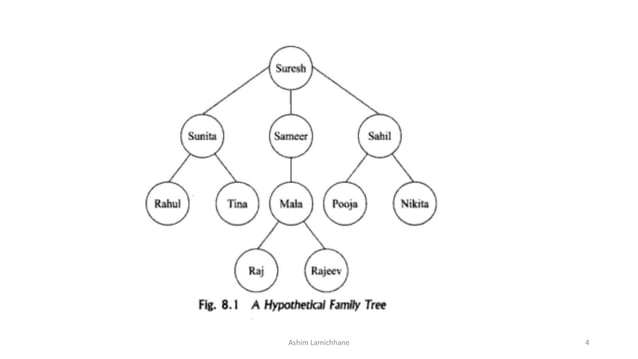 Suresh
Sunita Sameer Sahil
Rahul Tina Mala Pooja Nikita
Raj Rajeev
Fig. 8.1 A Hypothetical Family Tree
Ashim Lamichhane 4